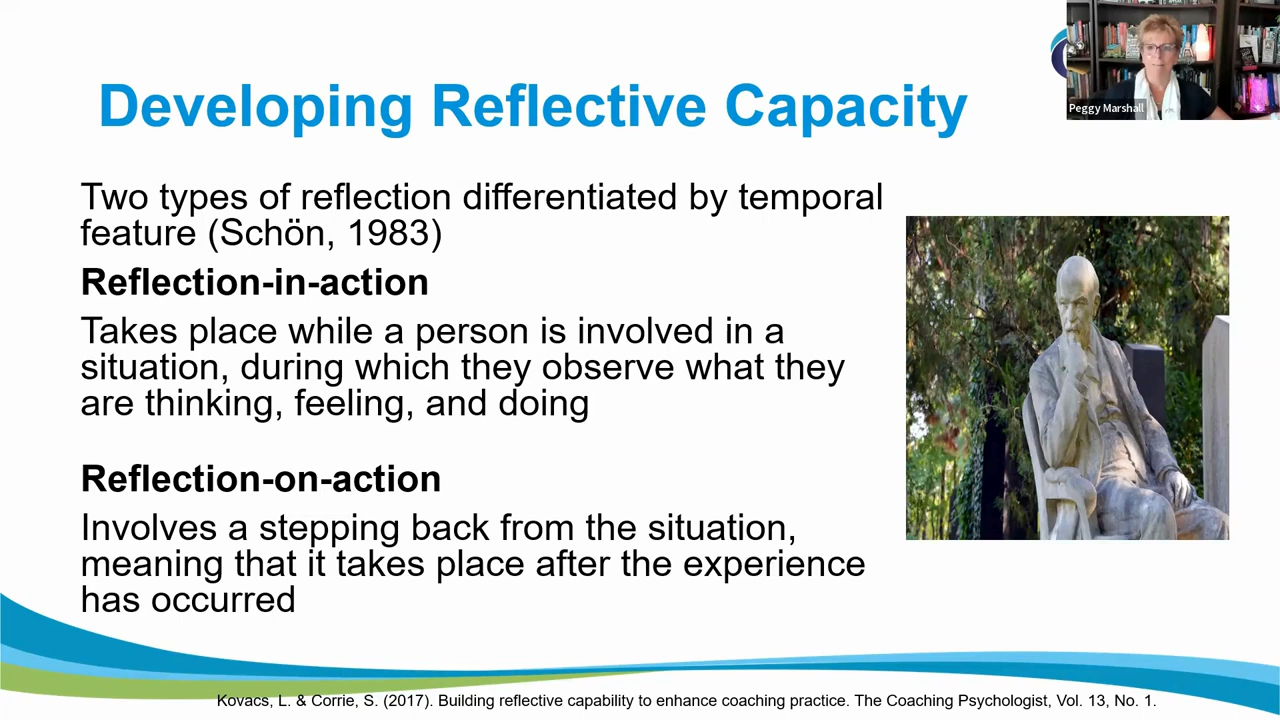 Developing Reflective Capacity
Peggy Marshall
Two types of reflection differentiated by temporal
feature (Schön, 1983)
Reflection-in-action
Takes place while a person is involved in a
situation, during which they observe what they
are thinking, feeling, and doing
Reflection-on-action
Involves a stepping back from the situation,
meaning that it takes place after the experience
has occurred
Kovacs, L. & Corrie, S. (2017). Building reflective capability to enhance coaching practice. The Coaching Psychologist, Vol. 13, No. 1.